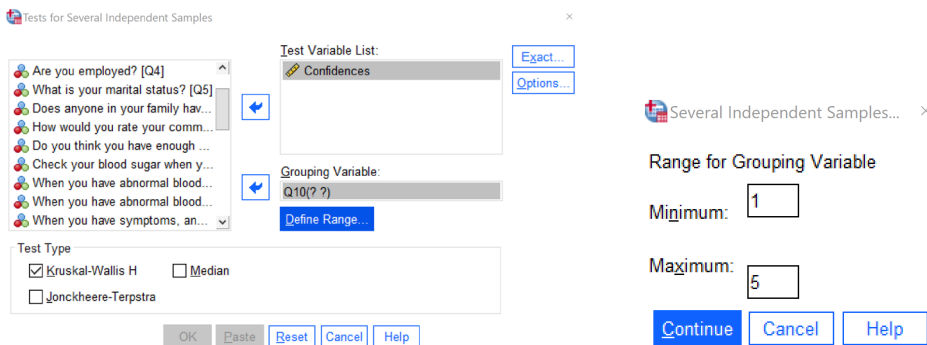 Tests for Several Independent Samples
Test Variable List:
Are you employed? [Q4]
What is your marital status? [Q5]
Does anyone in your family hav...
How would you rate your comm...
Do you think you have enough ...
Check your blood sugar when y...
When you have abnormal blood...
When you have abnormal blood...
When you have symptoms, an...
Confidences
Exact...
Options...
Grouping Variable:
Q10(? ?)
Define Range...
Test Type
Kruskal-Wallis H Median
Jonckheere-Terpstra
OK Paste Reset Cancel Help
Several Independent Samples...
Range for Grouping Variable
Minimum: 1
Maximum: 5
Continue Cancel Help